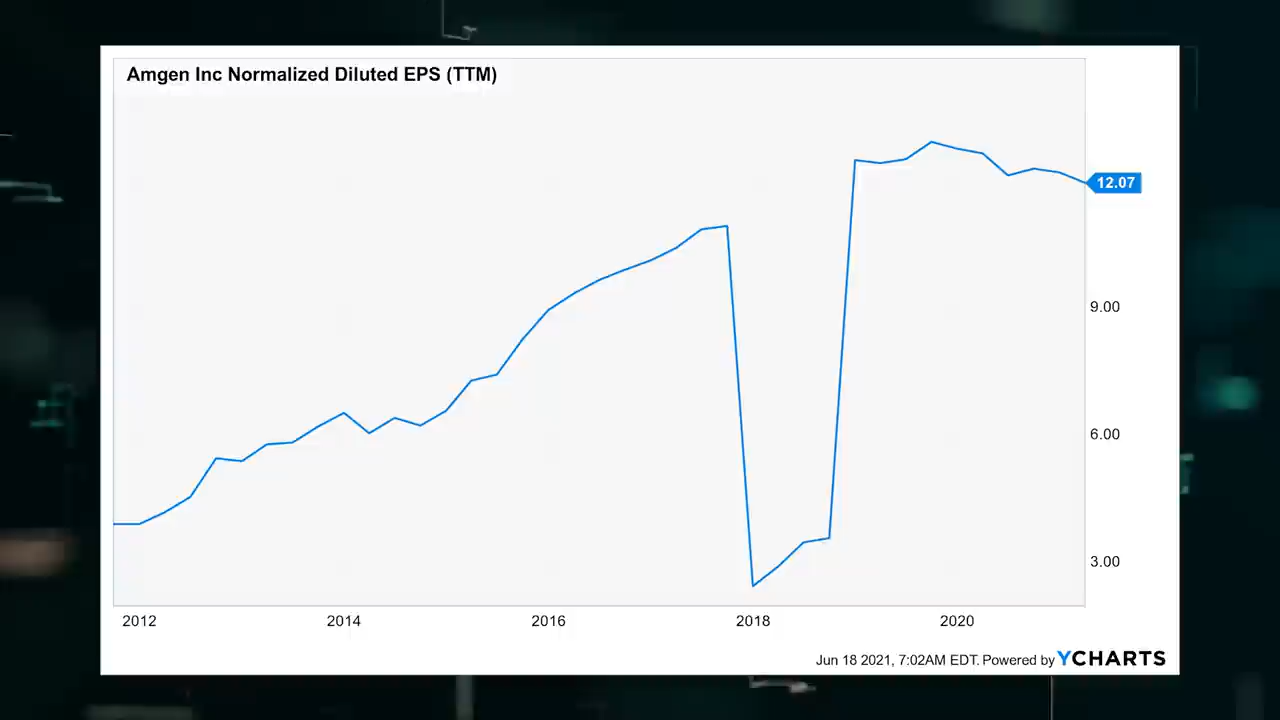 Amgen Inc Normalized Diluted EPS (TTM)
12.07
9.00
6.00
3.00
2012 2014 2016 2018 2020
Jun 18 2021, 7:02AM EDT. Powered by YCHARTS